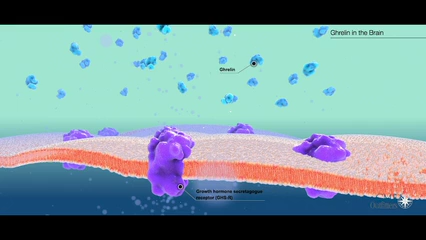 Ghrelin in the Brain
Ghrelin
Growth hormone secretagogue
receptor (GHS-R)